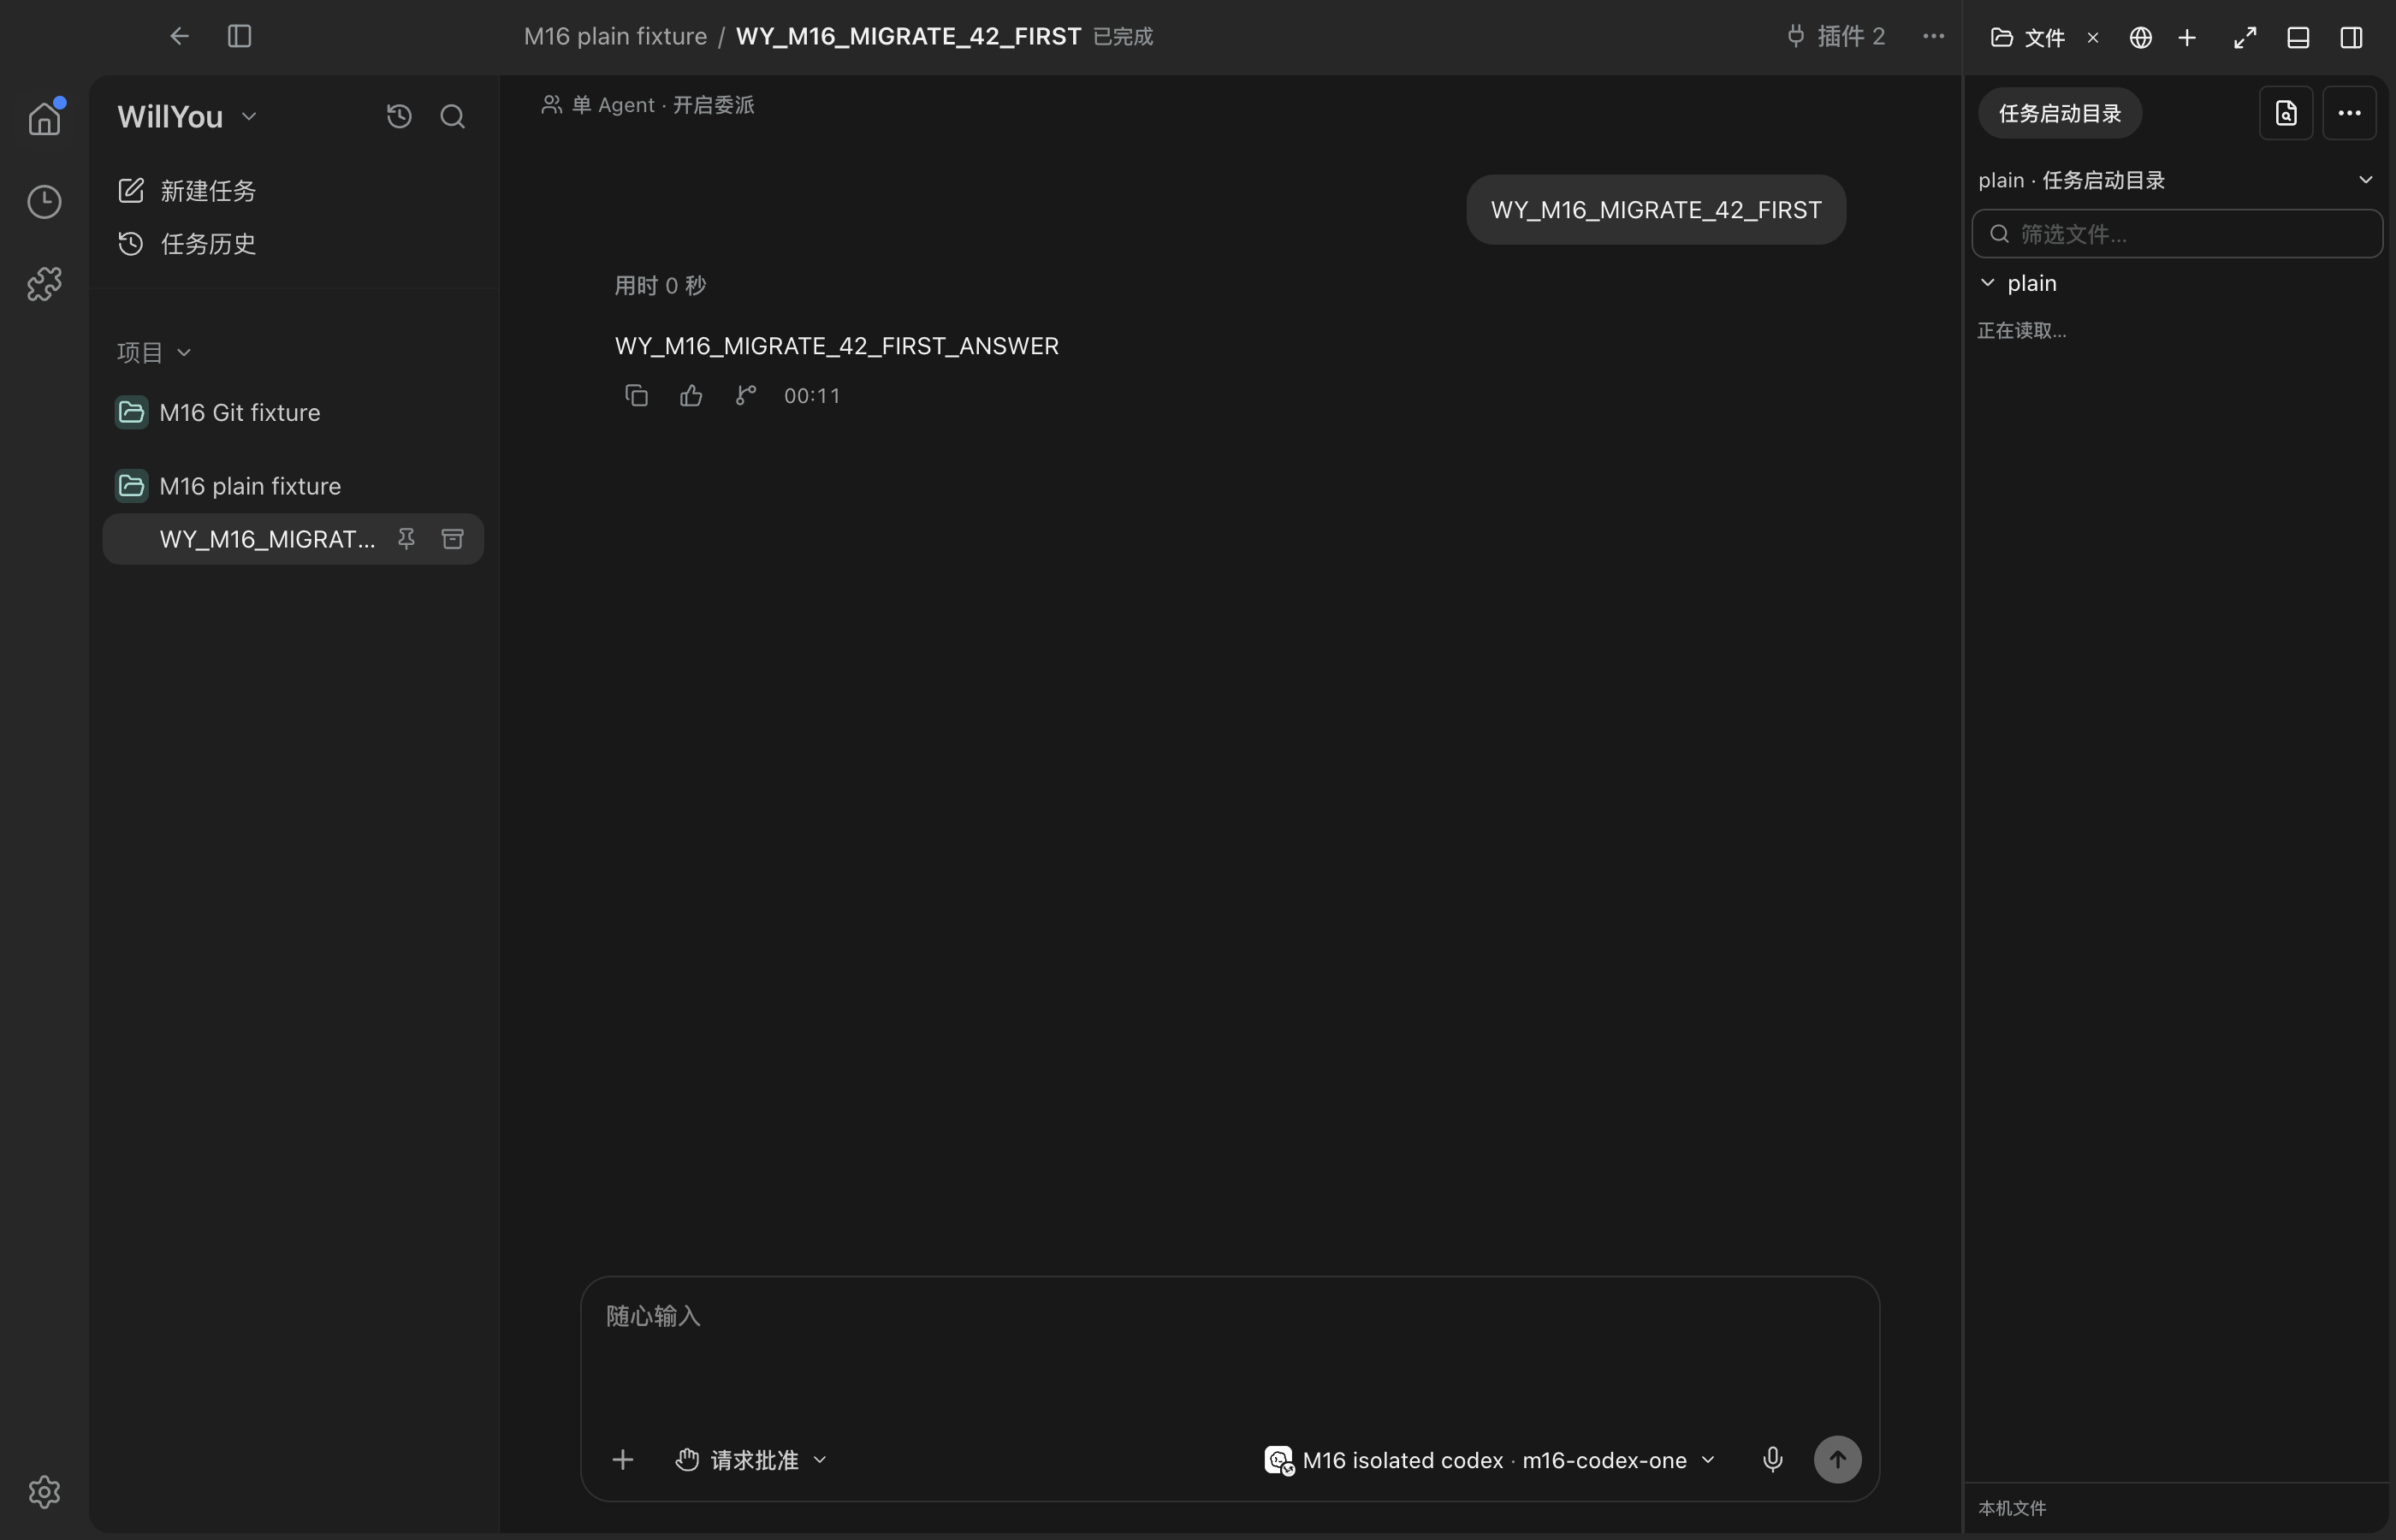 M16 plain fixture / WY_M16_MIGRATE_42_FIRST 已完成
插件 2
文件
WillYou
新建任务
任务历史
项目
M16 Git fixture
M16 plain fixture
WY_M16_MIGRAT...
单 Agent · 开启委派
WY_M16_MIGRATE_42_FIRST
用时 0 秒
WY_M16_MIGRATE_42_FIRST_ANSWER
00:11
随心输入
请求批准
M16 isolated codex · m16-codex-one
任务启动目录
plain · 任务启动目录
筛选文件...
plain
正在读取...
本机文件